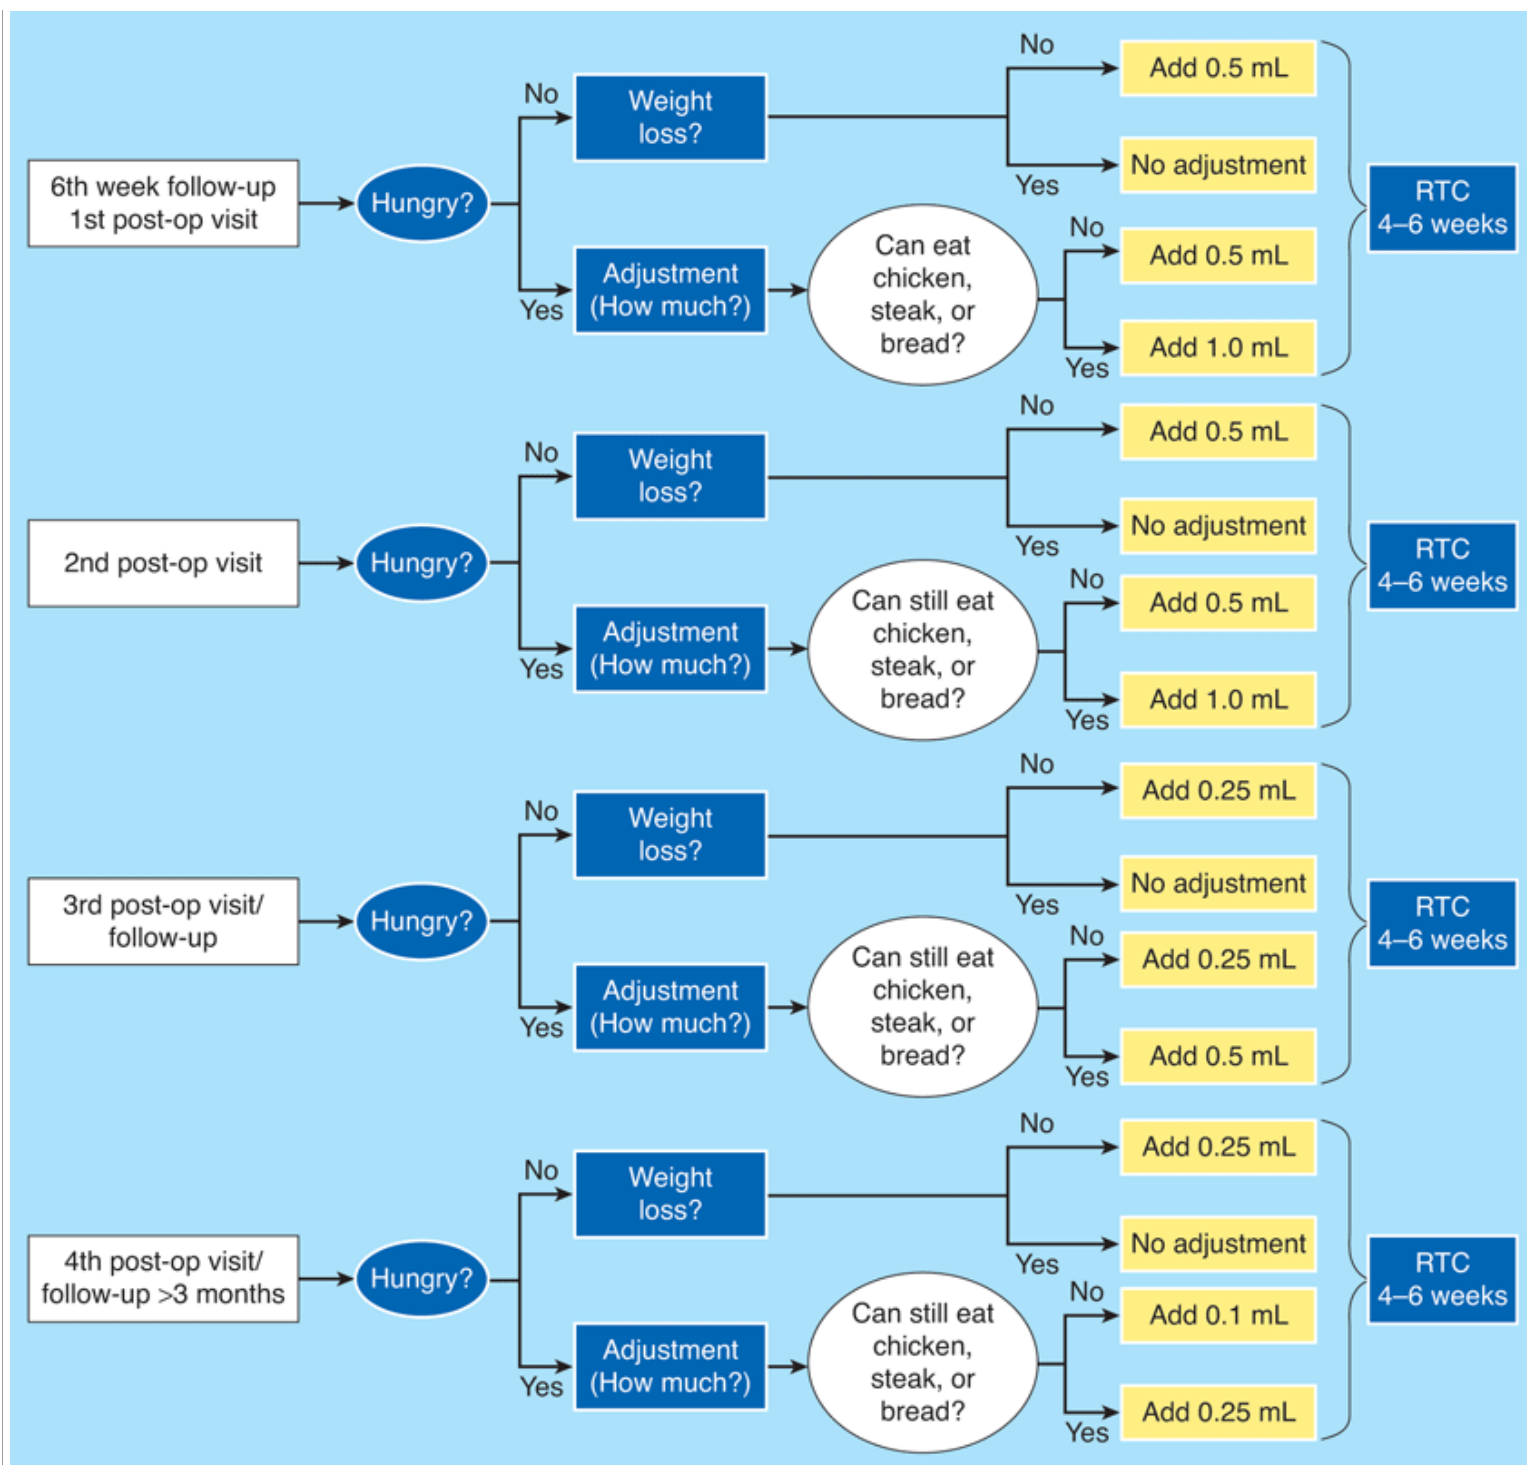 6th week follow-up
1st post-op visit
Hungry?
No
Weight
loss?
No
Add 0.5 mL
Yes
No adjustment
Yes
Adjustment
(How much?)
Can eat
chicken,
steak, or
bread?
No
Add 0.5 mL
Yes
Add 1.0 mL
RTC
4–6 weeks
2nd post-op visit
Hungry?
No
Weight
loss?
No
Add 0.5 mL
Yes
No adjustment
Yes
Adjustment
(How much?)
Can still eat
chicken,
steak, or
bread?
No
Add 0.5 mL
Yes
Add 1.0 mL
RTC
4–6 weeks
3rd post-op visit/
follow-up
Hungry?
No
Weight
loss?
No
Add 0.25 mL
Yes
No adjustment
Yes
Adjustment
(How much?)
Can still eat
chicken,
steak, or
bread?
No
Add 0.25 mL
Yes
Add 0.5 mL
RTC
4–6 weeks
4th post-op visit/
follow-up >3 months
Hungry?
No
Weight
loss?
No
Add 0.25 mL
Yes
No adjustment
Yes
Adjustment
(How much?)
Can still eat
chicken,
steak, or
bread?
No
Add 0.1 mL
Yes
Add 0.25 mL
RTC
4–6 weeks